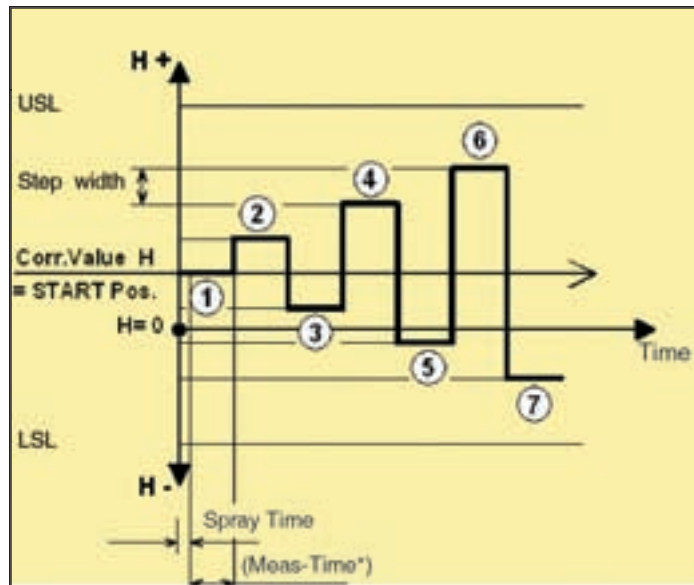 H +
USL
6
4
Step width
2
Corr.Value H
= START Pos.
1
3
H= 0
5
Time
7
LSL
H -
Spray Time
(Meas-Time*)